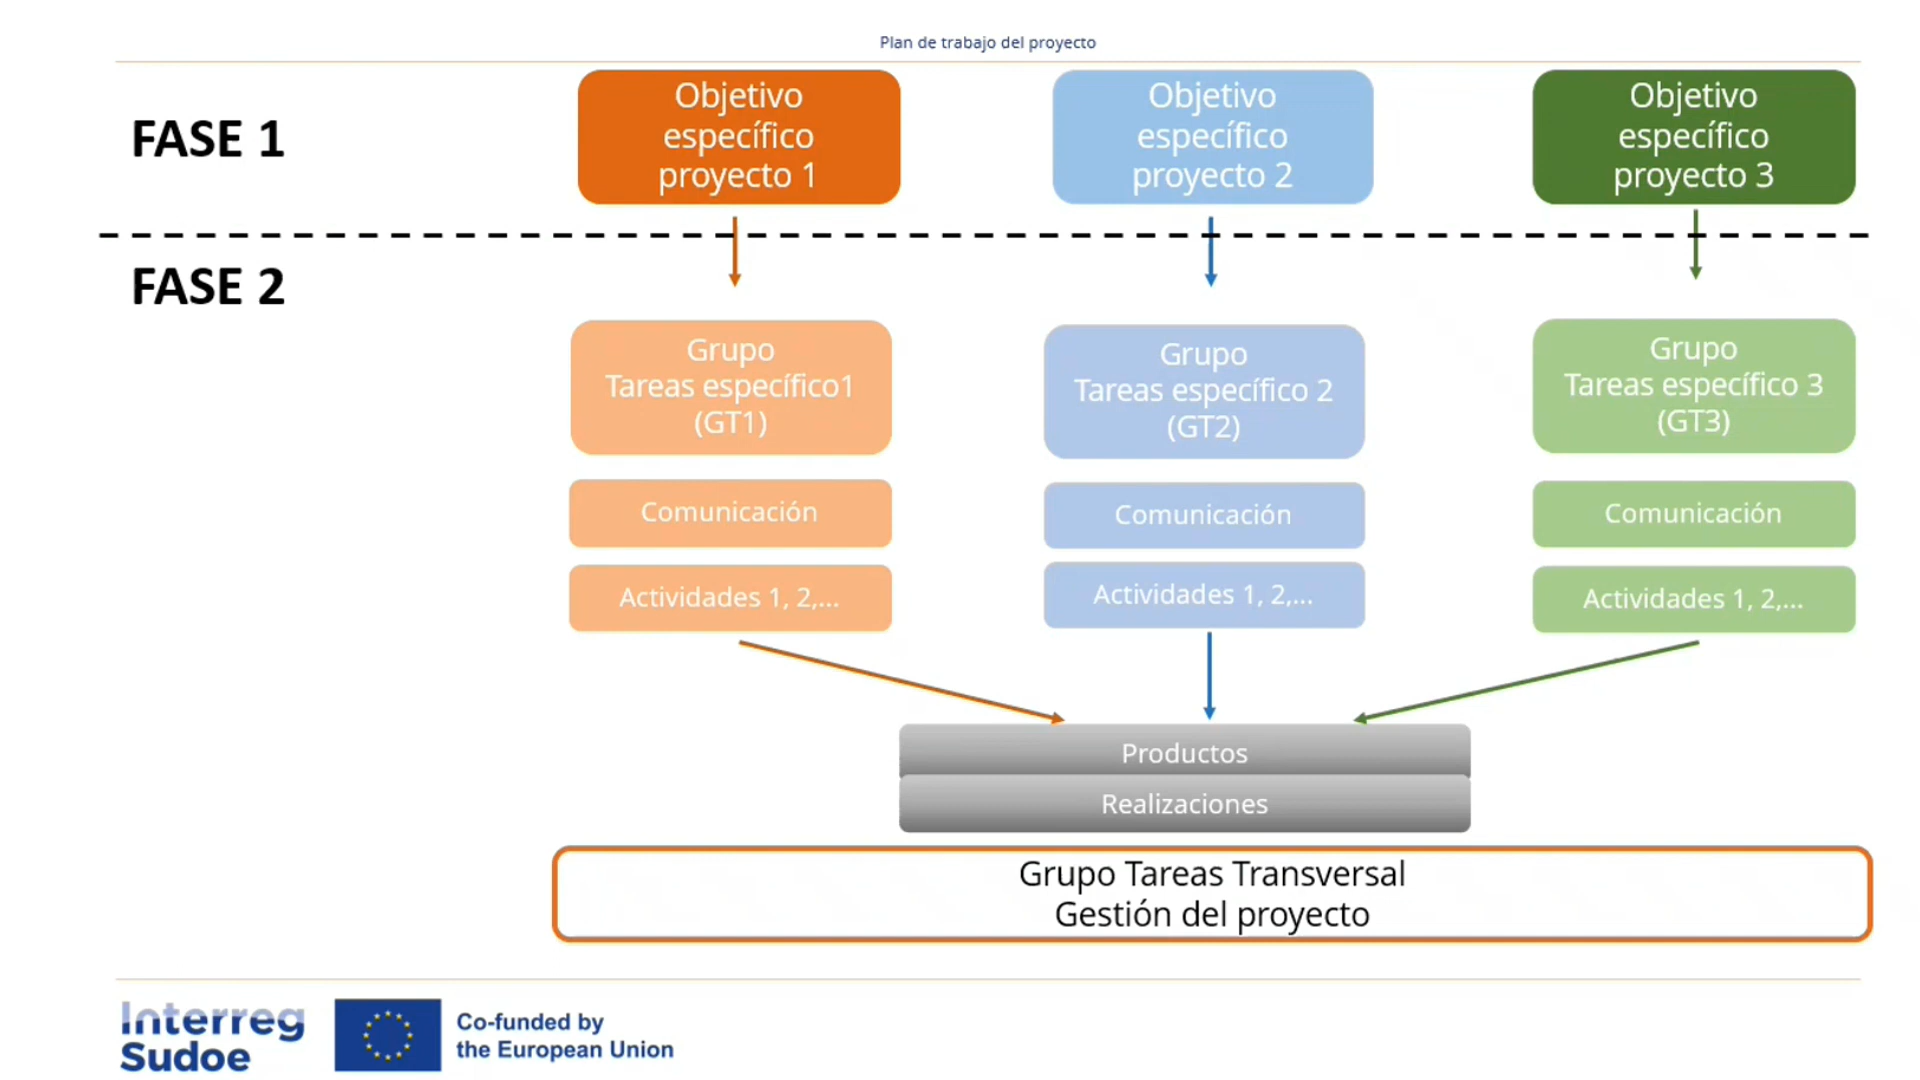 Plan de trabajo del proyecto
FASE 1
Objetivo
específico
proyecto 1
Objetivo
específico
proyecto 2
Objetivo
específico
proyecto 3
FASE 2
Grupo
Tareas específico1
(GT1)
Grupo
Tareas específico 2
(GT2)
Grupo
Tareas específico 3
(GT3)
Comunicación
Comunicación
Comunicación
Actividades 1, 2,...
Actividades 1, 2,...
Actividades 1, 2,...
Productos
Realizaciones
Grupo Tareas Transversal
Gestión del proyecto
Interreg
Sudoe
Co-funded by
the European Union